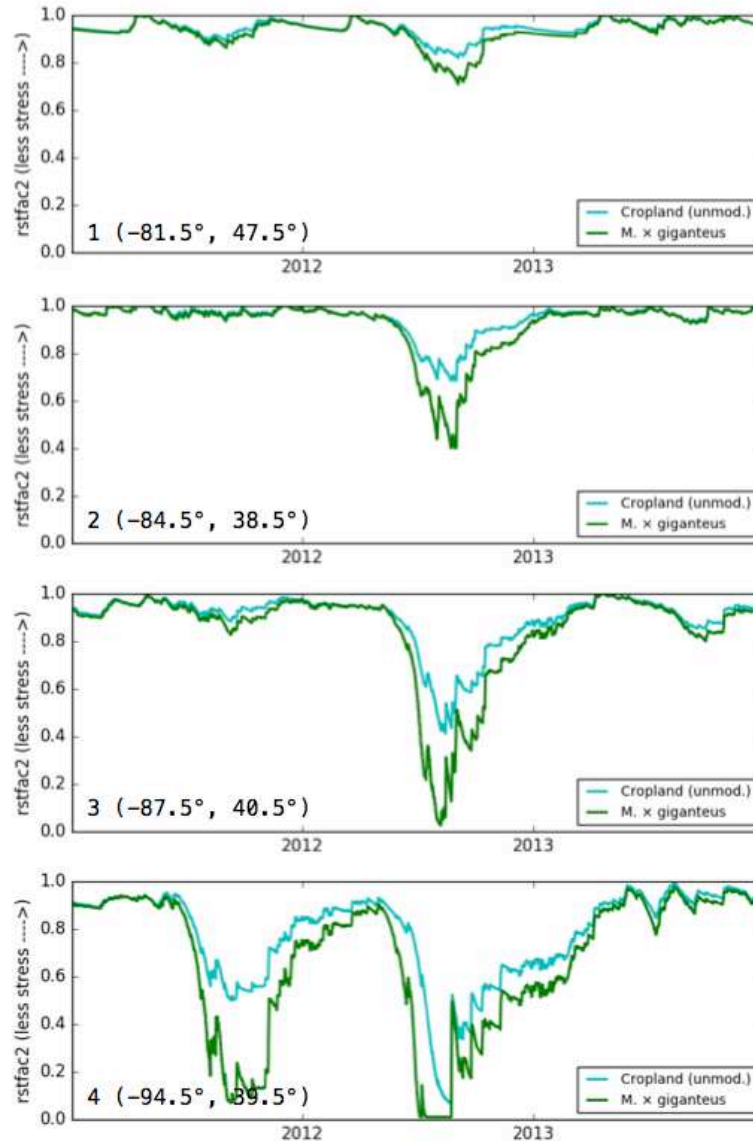 1.0
0.8
0.6
0.4
0.2
0.0
rstfac2 (less stress ---->)
1 (-81.5°, 47.5°)
Cropland (unmod.)
M. × giganteus
2012 2013
1.0
0.8
0.6
0.4
0.2
0.0
rstfac2 (less stress ---->)
2 (-84.5°, 38.5°)
Cropland (unmod.)
M. × giganteus
2012 2013
1.0
0.8
0.6
0.4
0.2
0.0
rstfac2 (less stress ---->)
3 (-87.5°, 40.5°)
Cropland (unmod.)
M. × giganteus
2012 2013
1.0
0.8
0.6
0.4
0.2
0.0
rstfac2 (less stress ---->)
4 (-94.5°, 39.5°)
Cropland (unmod.)
M. × giganteus
2012 2013